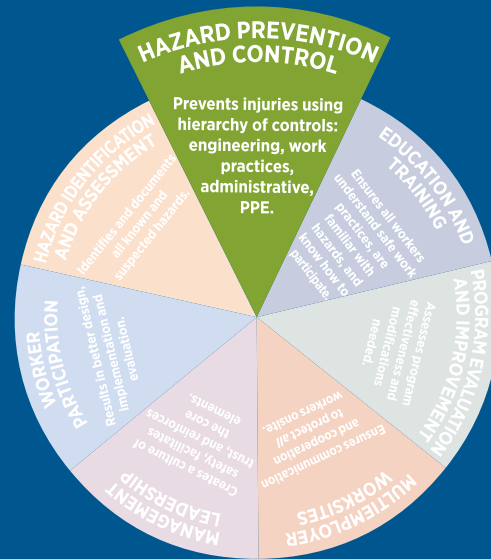 HAZARD PREVENTION
AND CONTROL
Prevents injuries using
hierarchy of controls:
engineering, work
practices,
administrative,
PPE.
EDUCATION AND
TRAINING
Ensures all workers
understand safe work
practices, are
familiar with
hazards, and
know how to
participate.
PROGRAM EVALUATION
AND IMPROVEMENT
Assesses program
effectiveness and
modifications
needed.
MULTIEMPLOYER
WORKSITES
Ensures communication
and cooperation
to protect all
workers onsite.
MANAGEMENT
LEADERSHIP
Creates a culture of
safety, facilitates
trust, and reinforces
the core
elements.
WORKER
PARTICIPATION
Results in better design,
implementation and
evaluation.
HAZARD IDENTIFICATION
AND ASSESSMENT
Identifies and documents
all known and
suspected hazards.